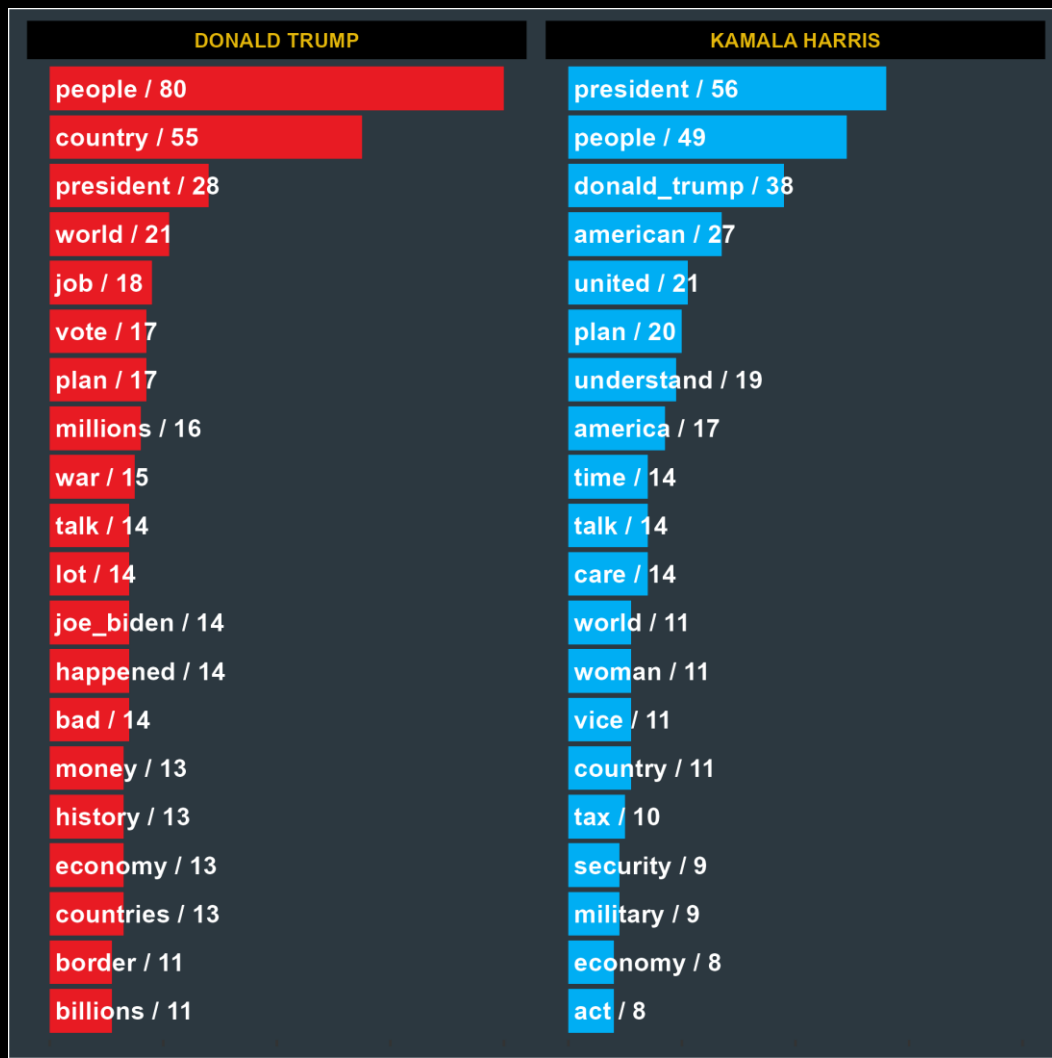 DONALD TRUMP
people / 80
country / 55
president / 28
world / 21
job / 18
vote / 17
plan / 17
millions / 16
war / 15
talk / 14
lot / 14
joe_biden / 14
happened / 14
bad / 14
money / 13
history / 13
economy / 13
countries / 13
border / 11
billions / 11
KAMALA HARRIS
president / 56
people / 49
donald_trump / 38
american / 27
united / 21
plan / 20
understand / 19
america / 17
time / 14
talk / 14
care / 14
world / 11
woman / 11
vice / 11
country / 11
tax / 10
security / 9
military / 9
economy / 8
act / 8